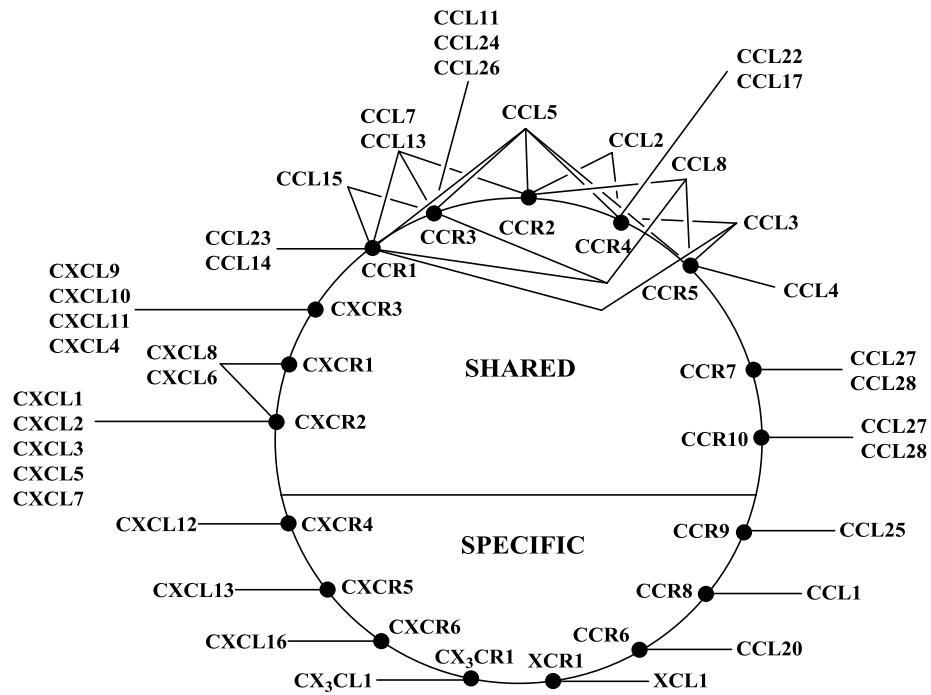 CCL11
CCL24
CCL26
CCL22
CCL17
CCL7
CCL13
CCL5
CCL2
CCL8
CCL15
CCL3
CCR3
CCR2
CCR4
CCL23
CCL14
CCR1
CCR5
CCL4
CXCL9
CXCL10
CXCL11
CXCL4
CXCR3
CXCL8
CXCL6
CXCR1
SHARED
CCR7
CCL27
CCL28
CXCL1
CXCL2
CXCL3
CXCL5
CXCL7
CXCR2
CCR10
CCL27
CCL28
CXCL12
CXCR4
SPECIFIC
CCR9
CCL25
CXCL13
CXCR5
CCR8
CCL1
CXCL16
CXCR6
CCR6
CCL20
CX₃CL1
CX₃CR1
XCR1
XCL1